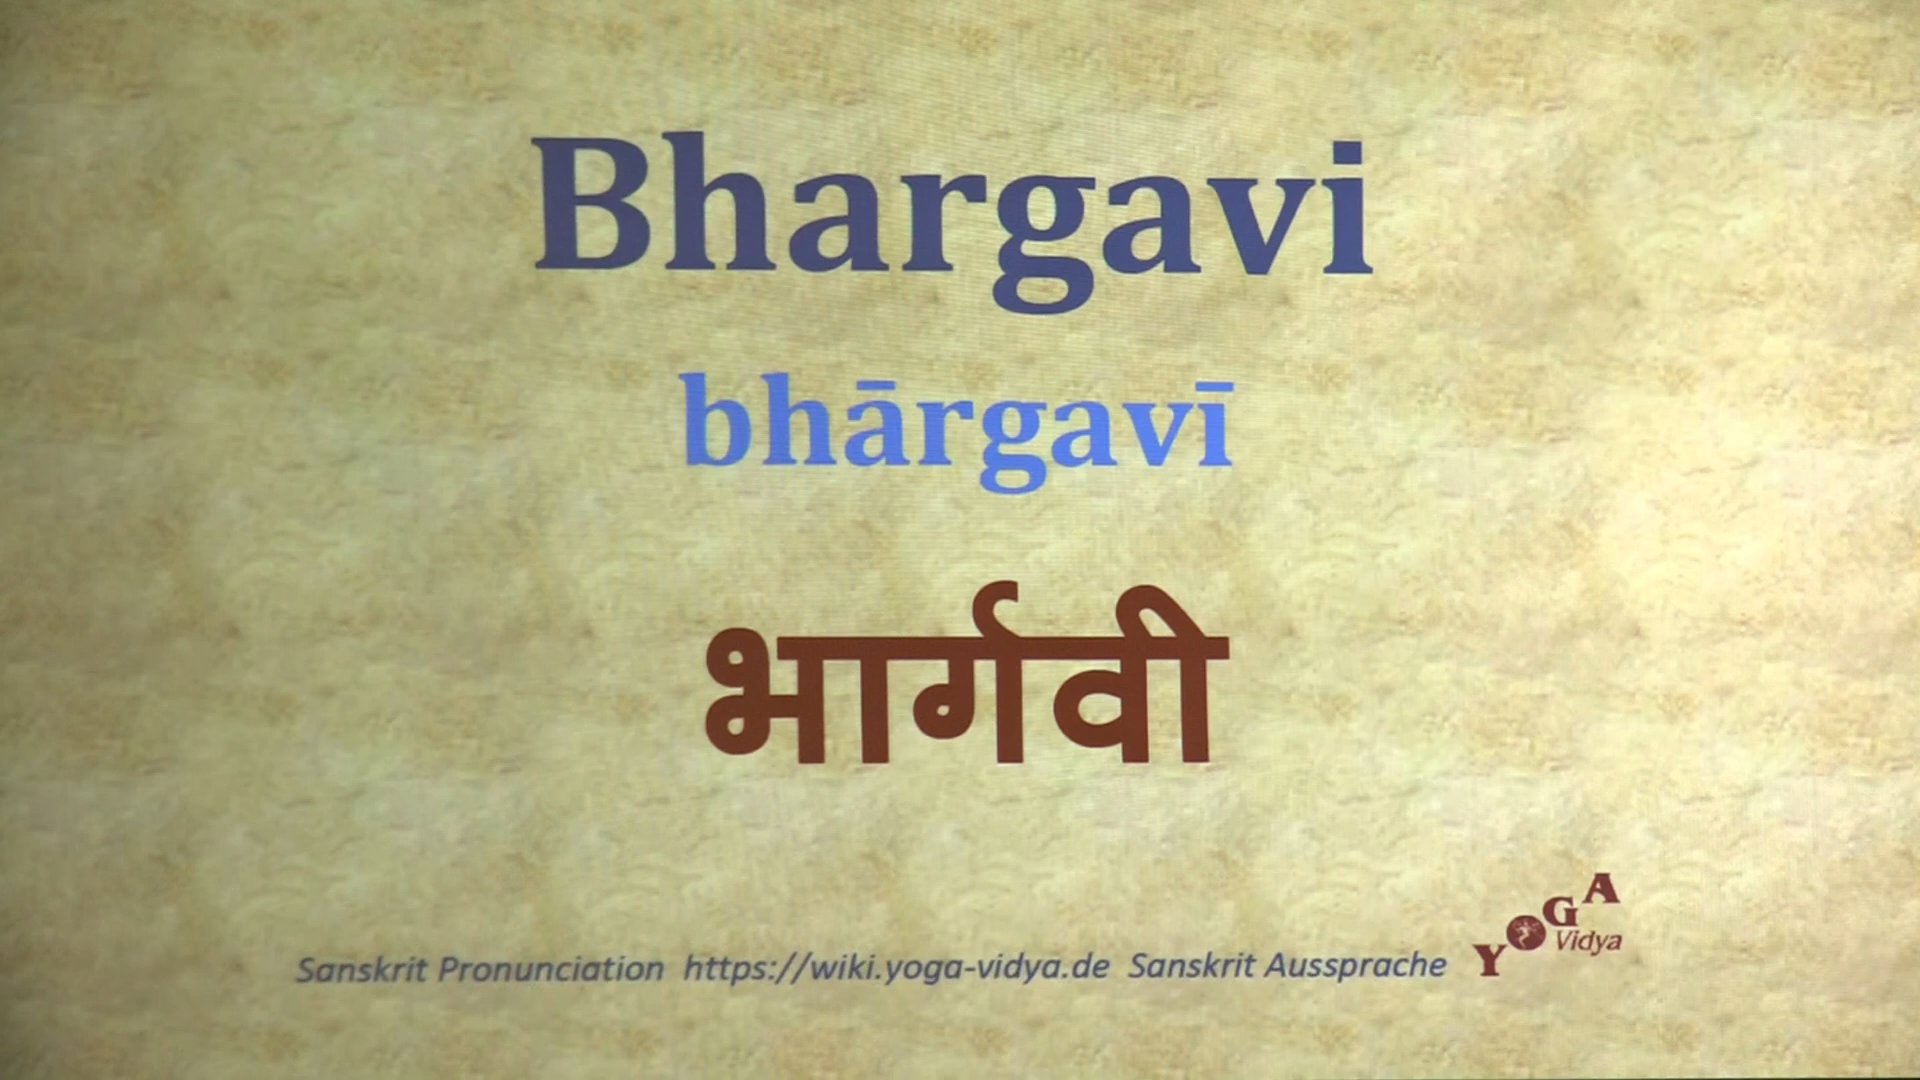 Bhargavi
bhārgavī
भार्गवी
Sanskrit Pronunciation https://wiki.yoga-vidya.de Sanskrit Aussprache
YOGA
Vidya